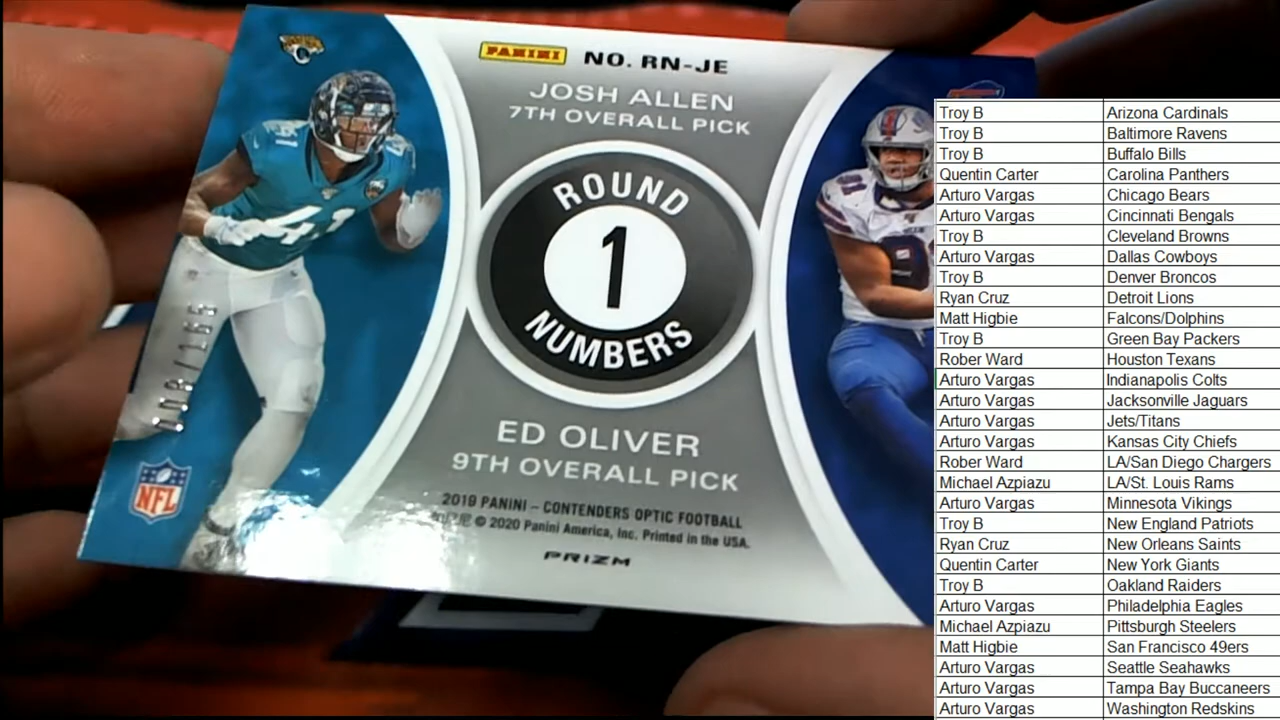 PANINI NO. RN-JE
JOSH ALLEN
7TH OVERALL PICK
ROUND
1
NUMBERS
ED OLIVER
9TH OVERALL PICK
2019 PANINI – CONTENDERS OPTIC FOOTBALL
© 2020 Panini America, Inc. Printed in the USA.
PRIZM
41
NFL
91
Troy B Arizona Cardinals
Troy B Baltimore Ravens
Troy B Buffalo Bills
Quentin Carter Carolina Panthers
Arturo Vargas Chicago Bears
Arturo Vargas Cincinnati Bengals
Troy B Cleveland Browns
Arturo Vargas Dallas Cowboys
Troy B Denver Broncos
Ryan Cruz Detroit Lions
Matt Higbie Falcons/Dolphins
Troy B Green Bay Packers
Rober Ward Houston Texans
Arturo Vargas Indianapolis Colts
Arturo Vargas Jacksonville Jaguars
Arturo Vargas Jets/Titans
Arturo Vargas Kansas City Chiefs
Rober Ward LA/San Diego Chargers
Michael Azpiazu LA/St. Louis Rams
Arturo Vargas Minnesota Vikings
Troy B New England Patriots
Ryan Cruz New Orleans Saints
Quentin Carter New York Giants
Troy B Oakland Raiders
Arturo Vargas Philadelphia Eagles
Michael Azpiazu Pittsburgh Steelers
Matt Higbie San Francisco 49ers
Arturo Vargas Seattle Seahawks
Arturo Vargas Tampa Bay Buccaneers
Arturo Vargas Washington Redskins